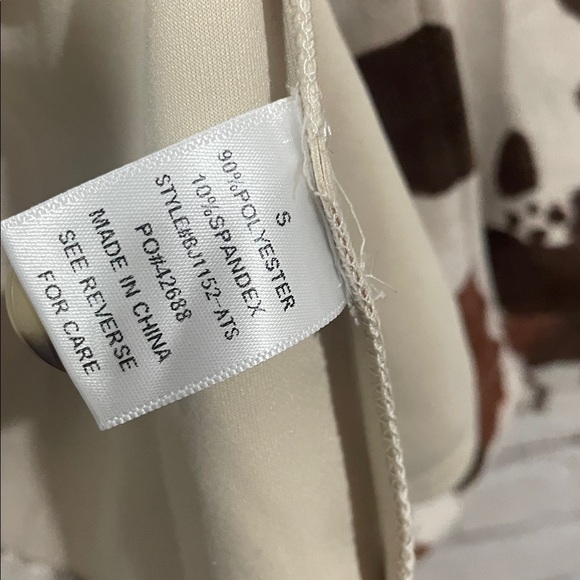 S
90%POLYESTER
10%SPANDEX
STYLE#BJ1152-ATS
PO#42688
MADE IN CHINA
SEE REVERSE
FOR CARE